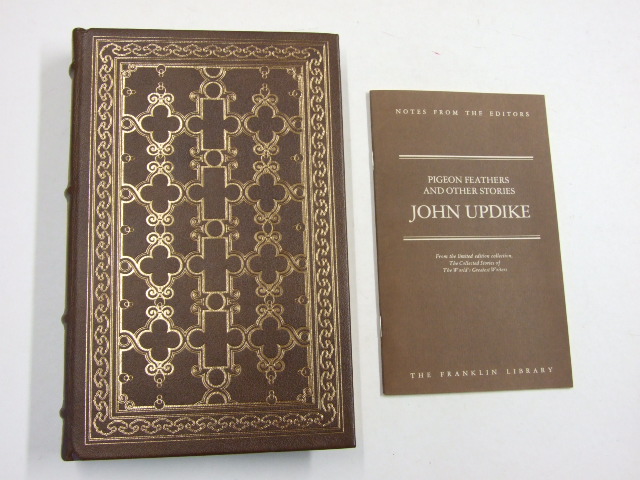 NOTES FROM THE EDITORS
PIGEON FEATHERS
AND OTHER STORIES
JOHN UPDIKE
From the limited edition collection.
The Collected Stories of
The World's Greatest Writers
THE FRANKLIN LIBRARY